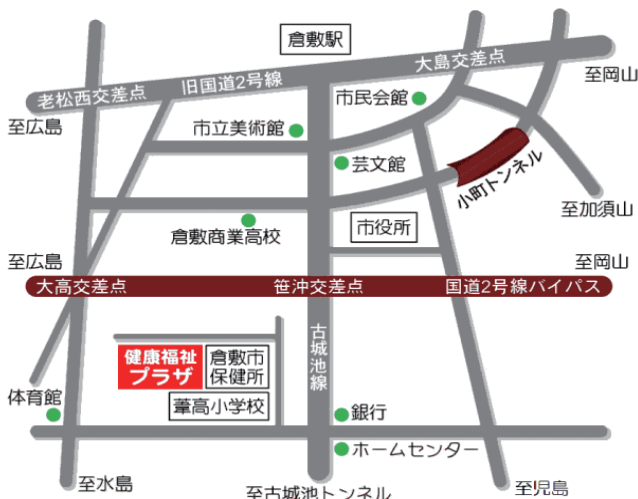 倉敷駅
大島交差点
至岡山
旧国道2号線
老松西交差点
市民会館
至広島
市立美術館
芸文館
小町トンネル
至加須山
市役所
倉敷商業高校
至広島
至岡山
大高交差点
笹沖交差点
国道2号線バイパス
古城池線
健康福祉
プラザ
倉敷市
保健所
体育館
葦高小学校
銀行
ホームセンター
至水島
至古城池トンネル
至児島